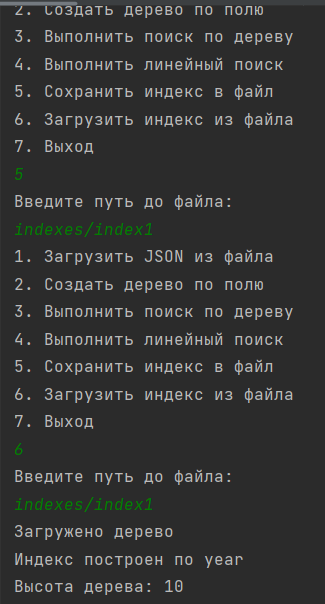 2. Создать дерево по полю
3. Выполнить поиск по дереву
4. Выполнить линейный поиск
5. Сохранить индекс в файл
6. Загрузить индекс из файла
7. Выход
5
Введите путь до файла:
indexes/index1
1. Загрузить JSON из файла
2. Создать дерево по полю
3. Выполнить поиск по дереву
4. Выполнить линейный поиск
5. Сохранить индекс в файл
6. Загрузить индекс из файла
7. Выход
6
Введите путь до файла:
indexes/index1
Загружено дерево
Индекс построен по year
Высота дерева: 10